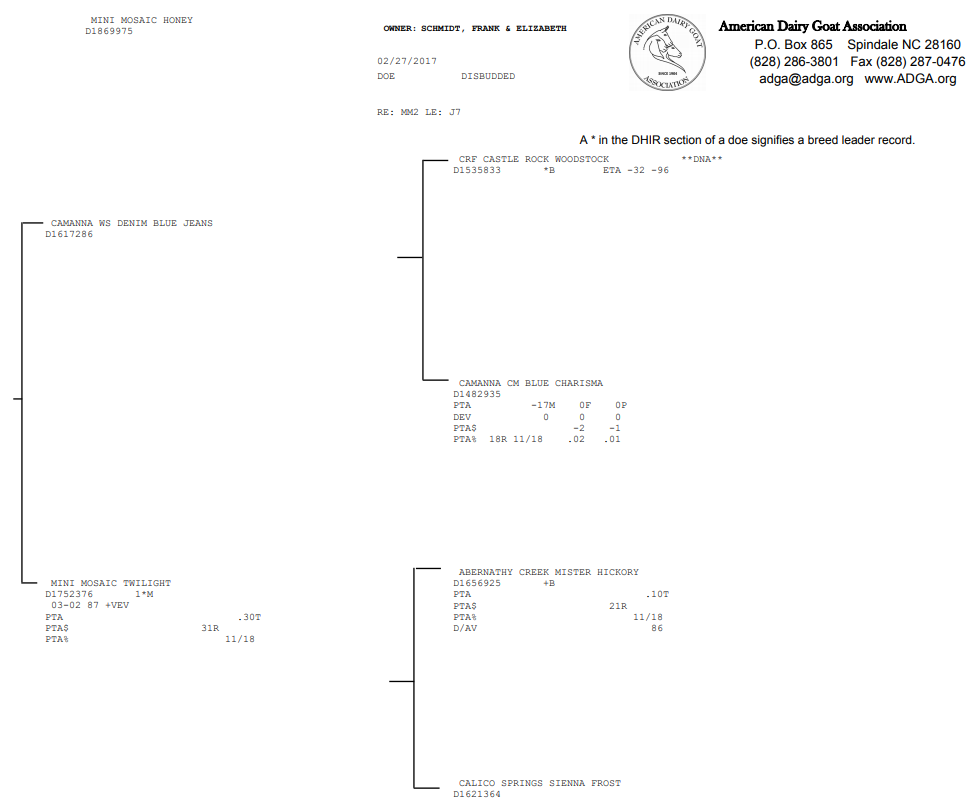 MINI MOSAIC HONEY
D1869975
OWNER: SCHMIDT, FRANK & ELIZABETH
02/27/2017
DOE DISBUDDED
RE: MM2 LE: J7
AMERICAN DAIRY GOAT
SINCE 1904
ASSOCIATION
American Dairy Goat Association
P.O. Box 865 Spindale NC 28160
(828) 286-3801 Fax (828) 287-0476
adga@adga.org www.ADGA.org
A * in the DHIR section of a doe signifies a breed leader record.
CRF CASTLE ROCK WOODSTOCK **DNA**
D1535833 *B ETA -32 -96
CAMANNA WS DENIM BLUE JEANS
D1617286
CAMANNA CM BLUE CHARISMA
D1482935
PTA -17M 0F 0P
DEV 0 0 0
PTA$ -2 -1
PTA% 18R 11/18 .02 .01
MINI MOSAIC TWILIGHT
D1752376 1*M
03-02 87 +VEV
PTA .30T
PTA$ 31R
PTA% 11/18
ABERNATHY CREEK MISTER HICKORY
D1656925 +B
PTA .10T
PTA$ 21R
PTA% 11/18
D/AV 86
CALICO SPRINGS SIENNA FROST
D1621364